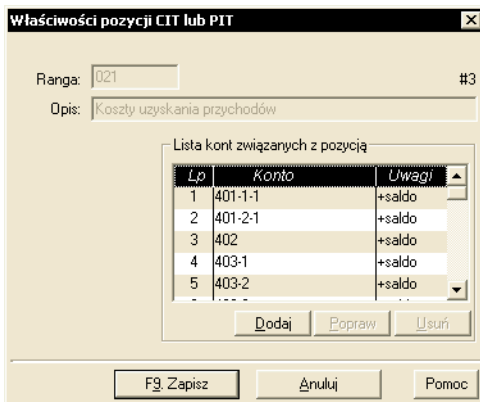 Właściwości pozycji CIT lub PIT
Ranga: 021 #3
Opis: Koszty uzyskania przychodów
Lista kont związanych z pozycją
Lp Konto Uwagi
1 401-1-1 +saldo
2 401-2-1 +saldo
3 402 +saldo
4 403-1 +saldo
5 403-2 +saldo
Dodaj Popraw Usuń
F9. Zapisz Anuluj Pomoc